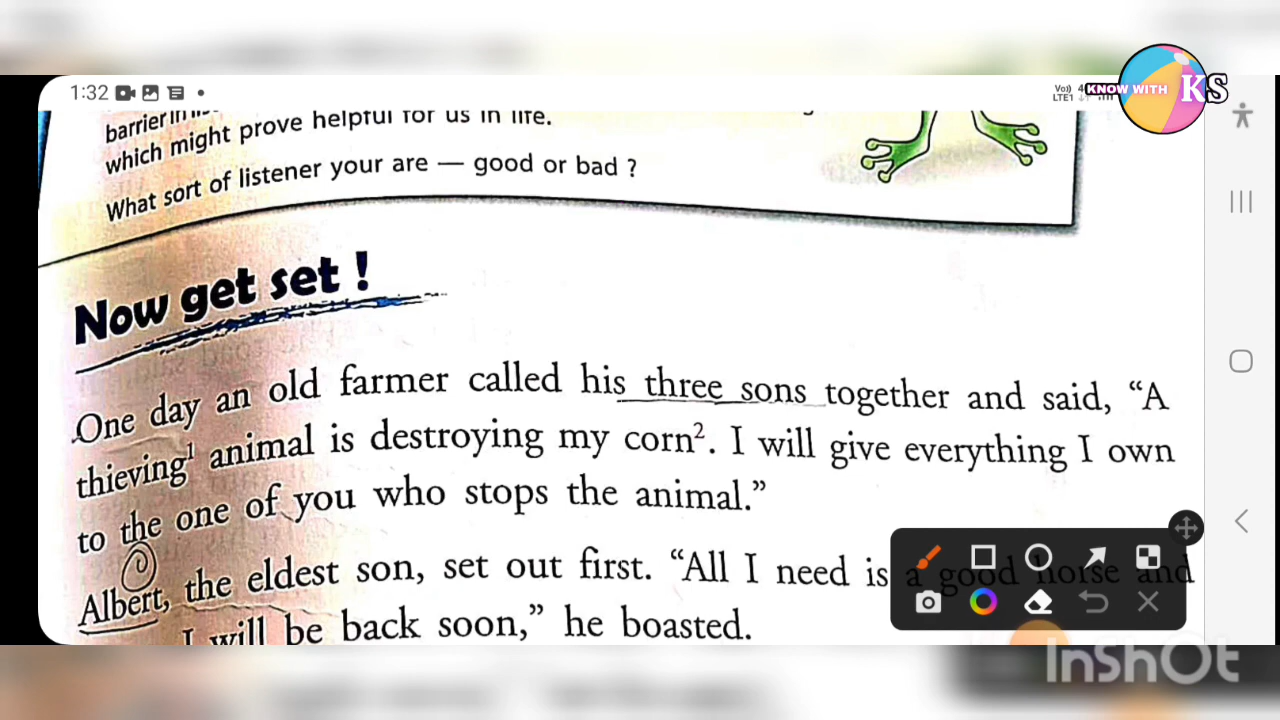 1:32
Vo))
LTE1
KNOW WITH KS
barrier in
which might prove helpful for us in life.
What sort of listener your are — good or bad ?
Now get set !
One day an old farmer called his three sons together and said, “A
thieving¹ animal is destroying my corn². I will give everything I own
to the one of you who stops the animal.”
Albert, the eldest son, set out first. “All I need is a good horse and
I will be back soon,” he boasted.
InShOt